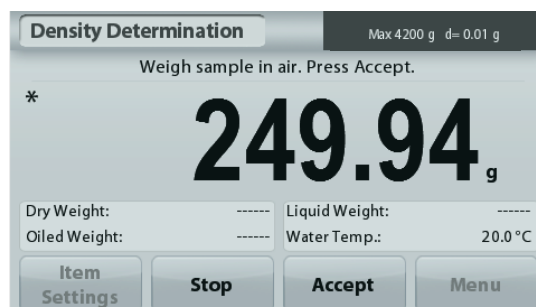 Density Determination
Max 4200 g d= 0.01 g
Weigh sample in air. Press Accept.
*
249.94 g
Dry Weight: ------ Liquid Weight: ------
Oiled Weight: ------ Water Temp.: 20.0 °C
Item Settings
Stop
Accept
Menu